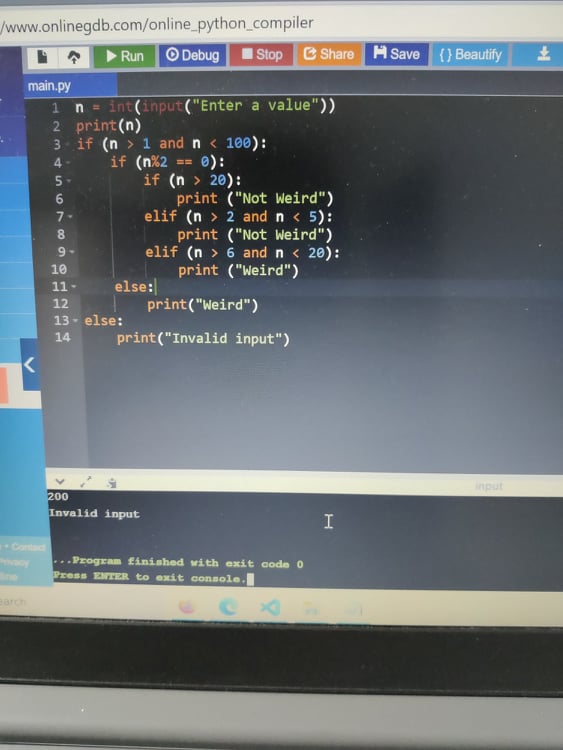 /www.onlinegdb.com/online_python_compiler
Run Debug Stop Share Save { } Beautify
main.py
1 n = int(input("Enter a value"))
2 print(n)
3 if (n > 1 and n < 100):
4 if (n%2 == 0):
5 if (n > 20):
6 print ("Not Weird")
7 elif (n > 2 and n < 5):
8 print ("Not Weird")
9 elif (n > 6 and n < 20):
10 print ("Weird")
11 else:
12 print("Weird")
13 else:
14 print("Invalid input")
input
200
Invalid input
...Program finished with exit code 0
Press ENTER to exit console.
• Contact